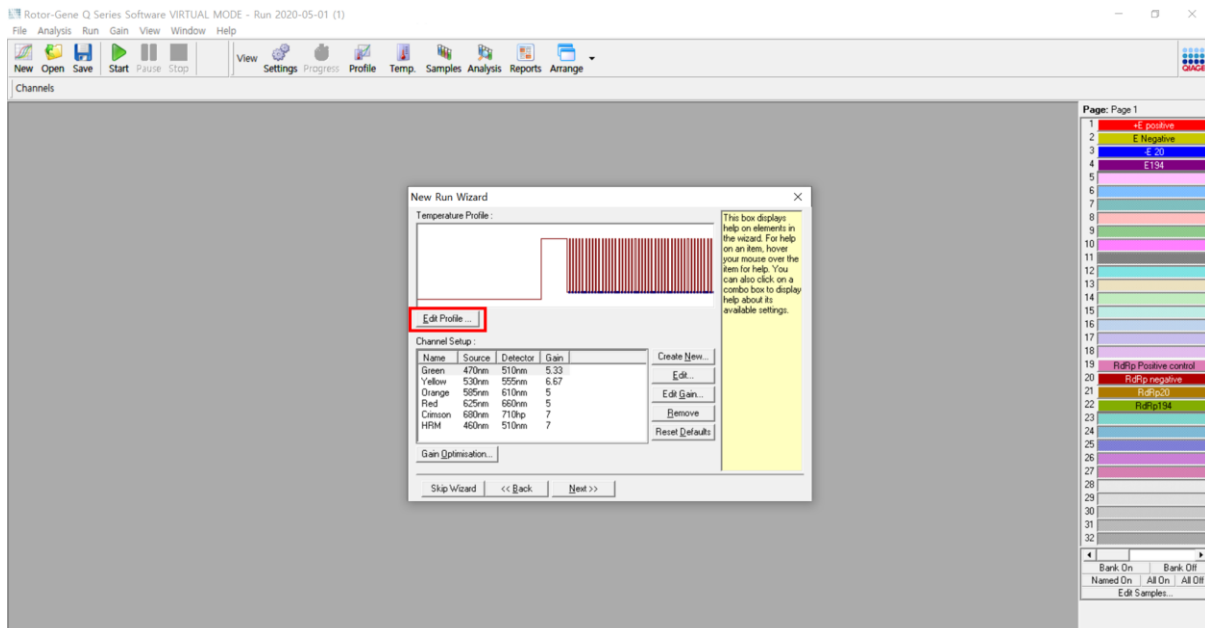 Rotor-Gene Q Series Software VIRTUAL MODE - Run 2020-05-01 (1)
File Analysis Run Gain View Window Help
New Open Save Start Pause Stop View Settings Progress Profile Temp. Samples Analysis Reports Arrange
QIAGE
Channels
Page: Page 1
1 +E positive
2 E Negative
3 -E 20
4 E194
5
6
7
8
9
10
11
12
13
14
15
16
17
18
19 RdRp Positive control
20 RdRp negative
21 RdRp20
22 RdRp194
23
24
25
26
27
28
29
30
31
32
Bank On Bank Off
Named On All On All Off
Edit Samples...
New Run Wizard
Temperature Profile :
Edit Profile ...
Channel Setup :
Name Source Detector Gain
Green 470nm 510nm 5.33
Yellow 530nm 555nm 6.67
Orange 585nm 610nm 5
Red 625nm 660nm 5
Crimson 680nm 710hp 7
HRM 460nm 510nm 7
Create New...
Edit...
Edit Gain...
Remove
Reset Defaults
Gain Optimisation...
Skip Wizard << Back Next >>
This box displays
help on elements in
the wizard. For help
on an item, hover
your mouse over the
item for help. You
can also click on a
combo box to display
help about its
available settings.